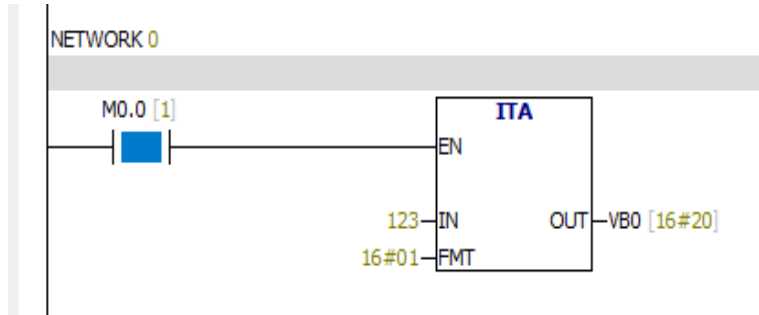 NETWORK 0
M0.0 [1]
ITA
EN
123 IN OUT VB0 [16#20]
16#01 FMT